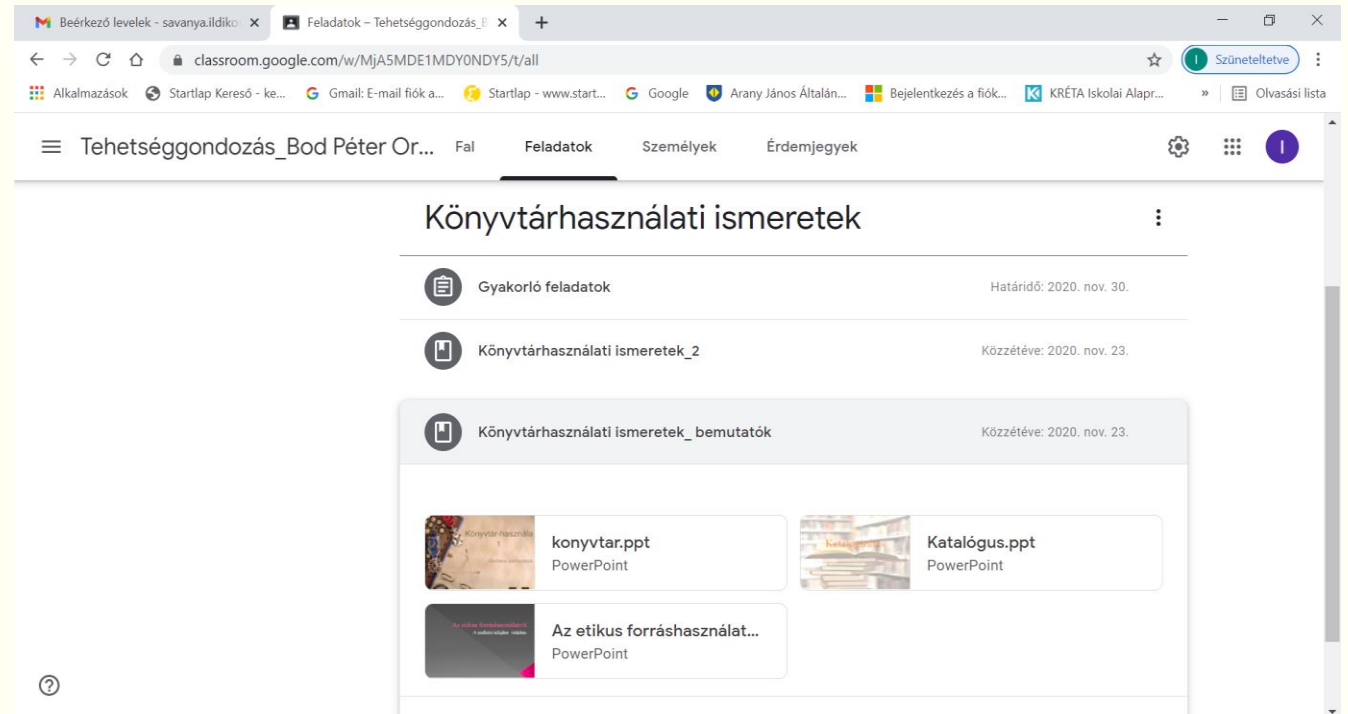 Beérkező levelek - savanya.ildiko
Feladatok – Tehetséggondozás_B
classroom.google.com/w/MjA5MDE1MDY0NDY5/t/all
I Szüneteltetve
Alkalmazások Startlap Kereső - ke... Gmail: E-mail fiók a... Startlap - www.start... Google Arany János Általán... Bejelentkezés a fiók... KRÉTA Iskolai Alapr... » Olvasási lista
Tehetséggondozás_Bod Péter Or... Fal Feladatok Személyek Érdemjegyek I
Könyvtárhasználati ismeretek
Gyakorló feladatok Határidő: 2020. nov. 30.
Könyvtárhasználati ismeretek_2 Közzétéve: 2020. nov. 23.
Könyvtárhasználati ismeretek_ bemutatók Közzétéve: 2020. nov. 23.
konyvtar.ppt
PowerPoint
Katalógus.ppt
PowerPoint
Az etikus forráshasználat...
PowerPoint